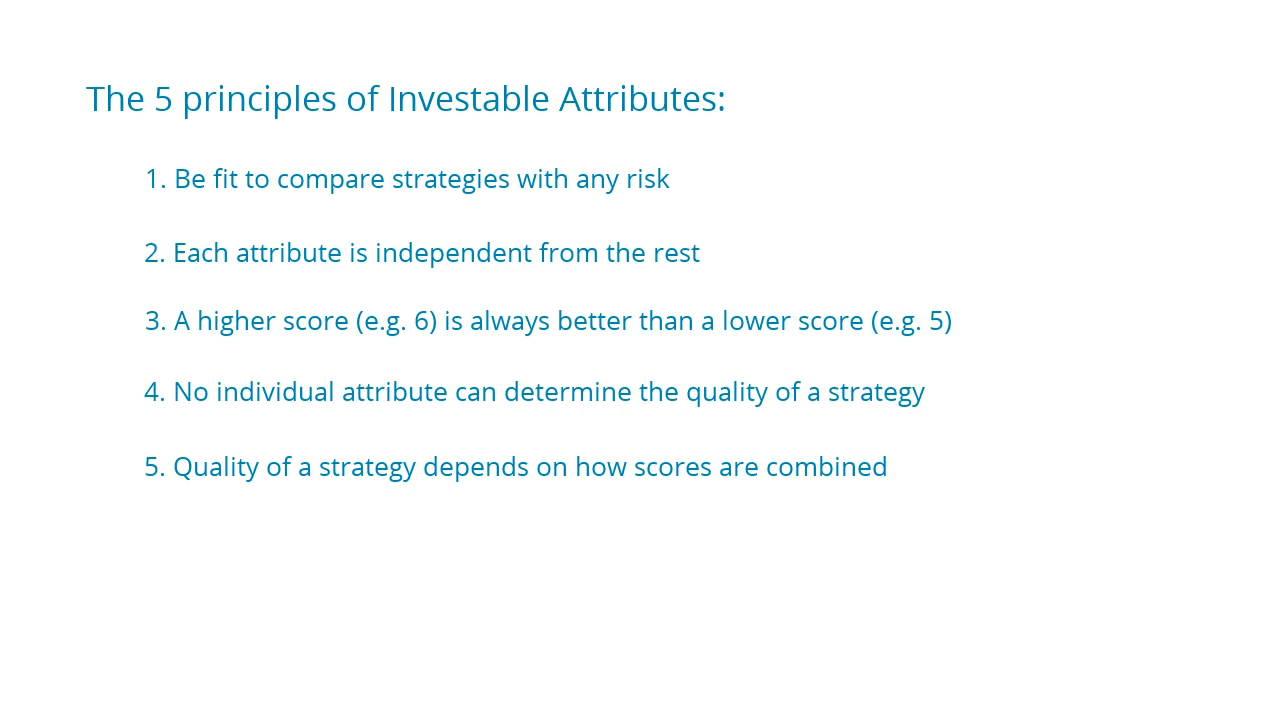 The 5 principles of Investable Attributes:
1. Be fit to compare strategies with any risk
2. Each attribute is independent from the rest
3. A higher score (e.g. 6) is always better than a lower score (e.g. 5)
4. No individual attribute can determine the quality of a strategy
5. Quality of a strategy depends on how scores are combined